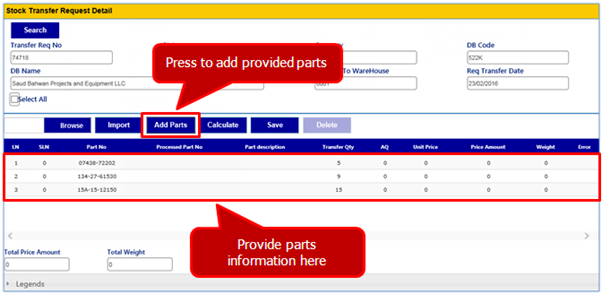 Stock Transfer Request Detail
Search
Transfer Req No DB Code
74718 522K
DB Name To WareHouse Req Transfer Date
Saud Bahwan Projects and Equipment LLC 23/02/2016
Select All
Press to add provided parts
Browse Import Add Parts Calculate Save Delete
LN SLN Part No Processed Part No Part description Transfer Qty AQ Unit Price Price Amount Weight Error
1 0 07438-72202 5 0 0 0 0
2 0 134-27-61530 9 0 0 0 0
3 0 15A-15-12150 15 0 0 0 0
Provide parts
information here
Total Price Amount Total Weight
0 0
Legends